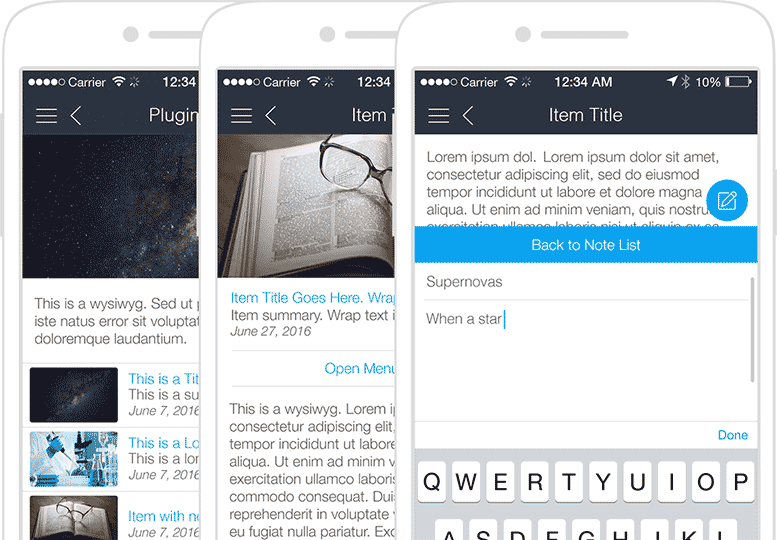 Carrier 12:34
Plugin
This is a wysiwyg. Sed ut
iste natus error sit voluptat
doloremque laudantium.
This is a Tit
This is a su
June 7, 2016
This is a Lo
This is a lon
June 7, 2016
Item with no
June 7, 2016
Carrier 12:34
Item
Item Title Goes Here. Wrap
Item summary. Wrap text i
June 27, 2016
Open Menu
This is a wysiwyg. Lorem i
consectetur adipiscing elit,
tempor incididunt ut labore
aliqua. Ut enim ad minim v
exercitation ullamco laboris
commodo consequat. Duis
reprehenderit in voluptate
eu fugiat nulla pariatur. Exc
Carrier 12:34 AM 10%
Item Title
Lorem ipsum dol. Lorem ipsum dolor sit amet,
consectetur adipiscing elit, sed do eiusmod
tempor incididunt ut labore et dolore magna
aliqua. Ut enim ad minim veniam, quis nostru
Back to Note List
Supernovas
When a star
Done
Q W E R T Y U I O P
A S D F G H J K L